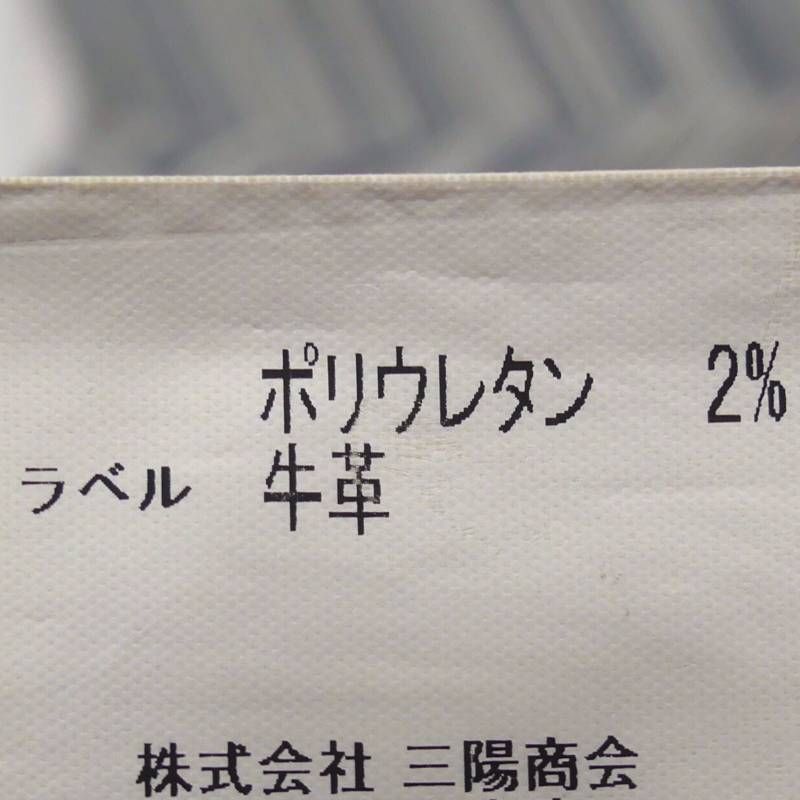 ポリウレタン 2%
ラベル 牛革
株式会社 三陽商会